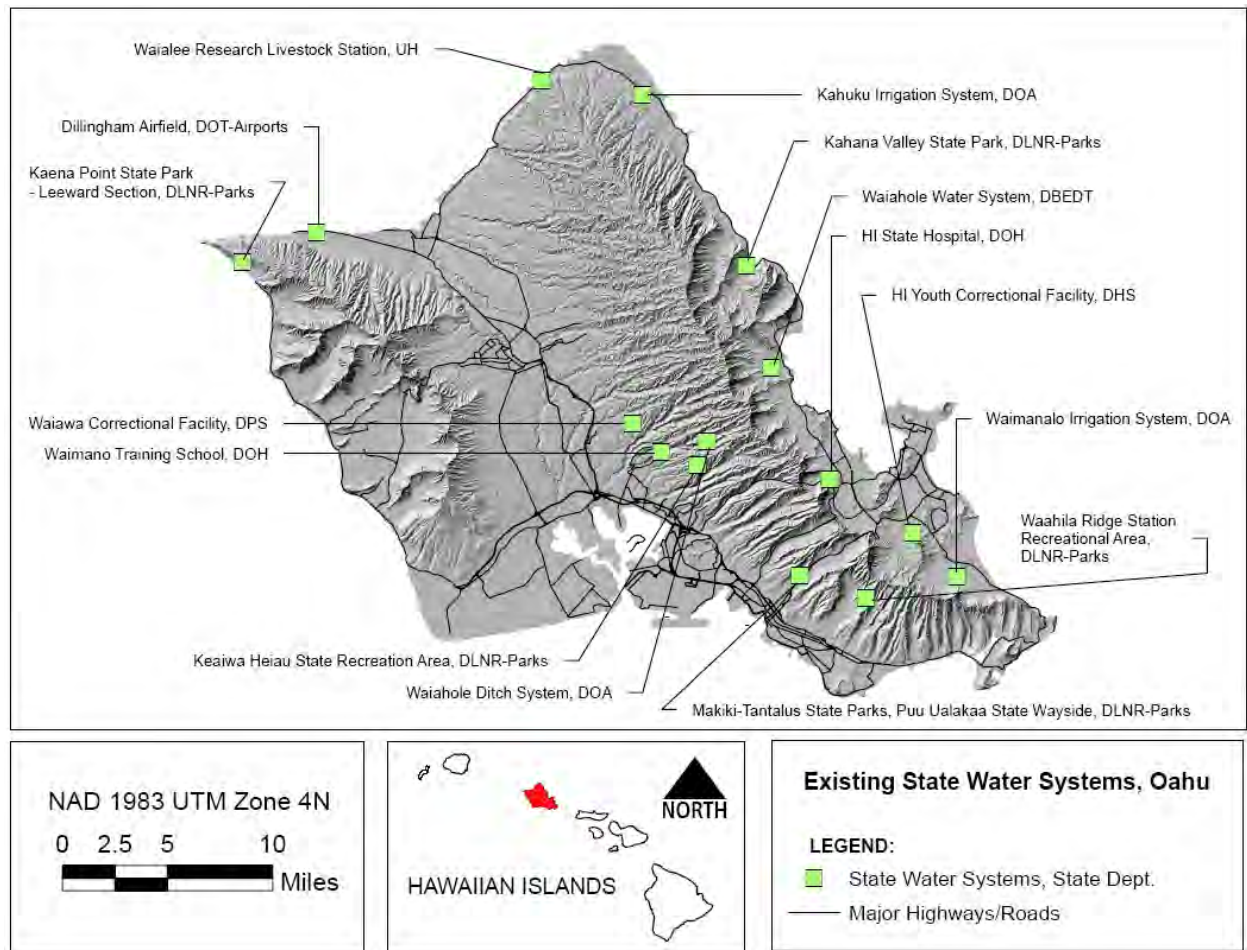 Waialee Research Livestock Station, UH
Kahuku Irrigation System, DOA
Dillingham Airfield, DOT-Airports
Kahana Valley State Park, DLNR-Parks
Kaena Point State Park
- Leeward Section, DLNR-Parks
Waiahole Water System, DBEDT
HI State Hospital, DOH
HI Youth Correctional Facility, DHS
Waiawa Correctional Facility, DPS
Waimanalo Irrigation System, DOA
Waimano Training School, DOH
Waahila Ridge Station
Recreational Area,
DLNR-Parks
Keaiwa Heiau State Recreation Area, DLNR-Parks
Waiahole Ditch System, DOA
Makiki-Tantalus State Parks, Puu Ualakaa State Wayside, DLNR-Parks
NAD 1983 UTM Zone 4N
0 2.5 5 10
Miles
NORTH
HAWAIIAN ISLANDS
Existing State Water Systems, Oahu
LEGEND:
State Water Systems, State Dept.
Major Highways/Roads